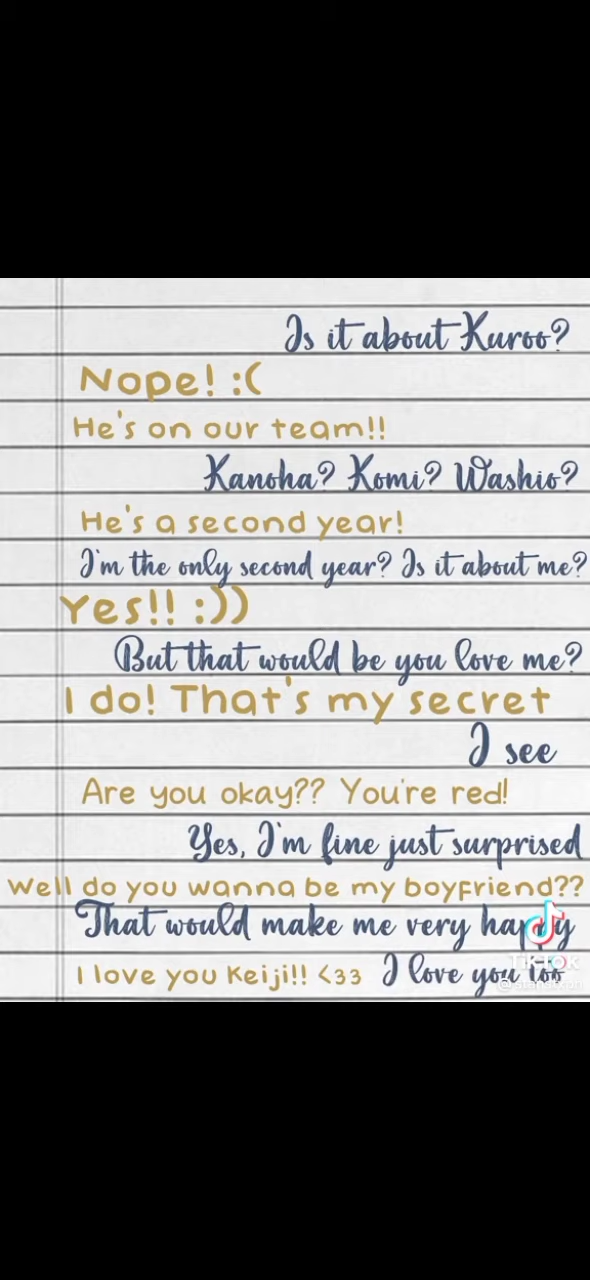 Is it about Kuroo?
Nope! :(
He's on our team!!
Kanoha? Komi? Washio?
He's a second year!
I'm the only second year? Is it about me?
Yes!! :))
But that would be you love me?
I do! That's my secret
I see
Are you okay?? You're red!
Yes, I'm fine just surprised
Well do you wanna be my boyfriend??
That would make me very happy
I love you Keiji!! <33 I love you too
TikTok